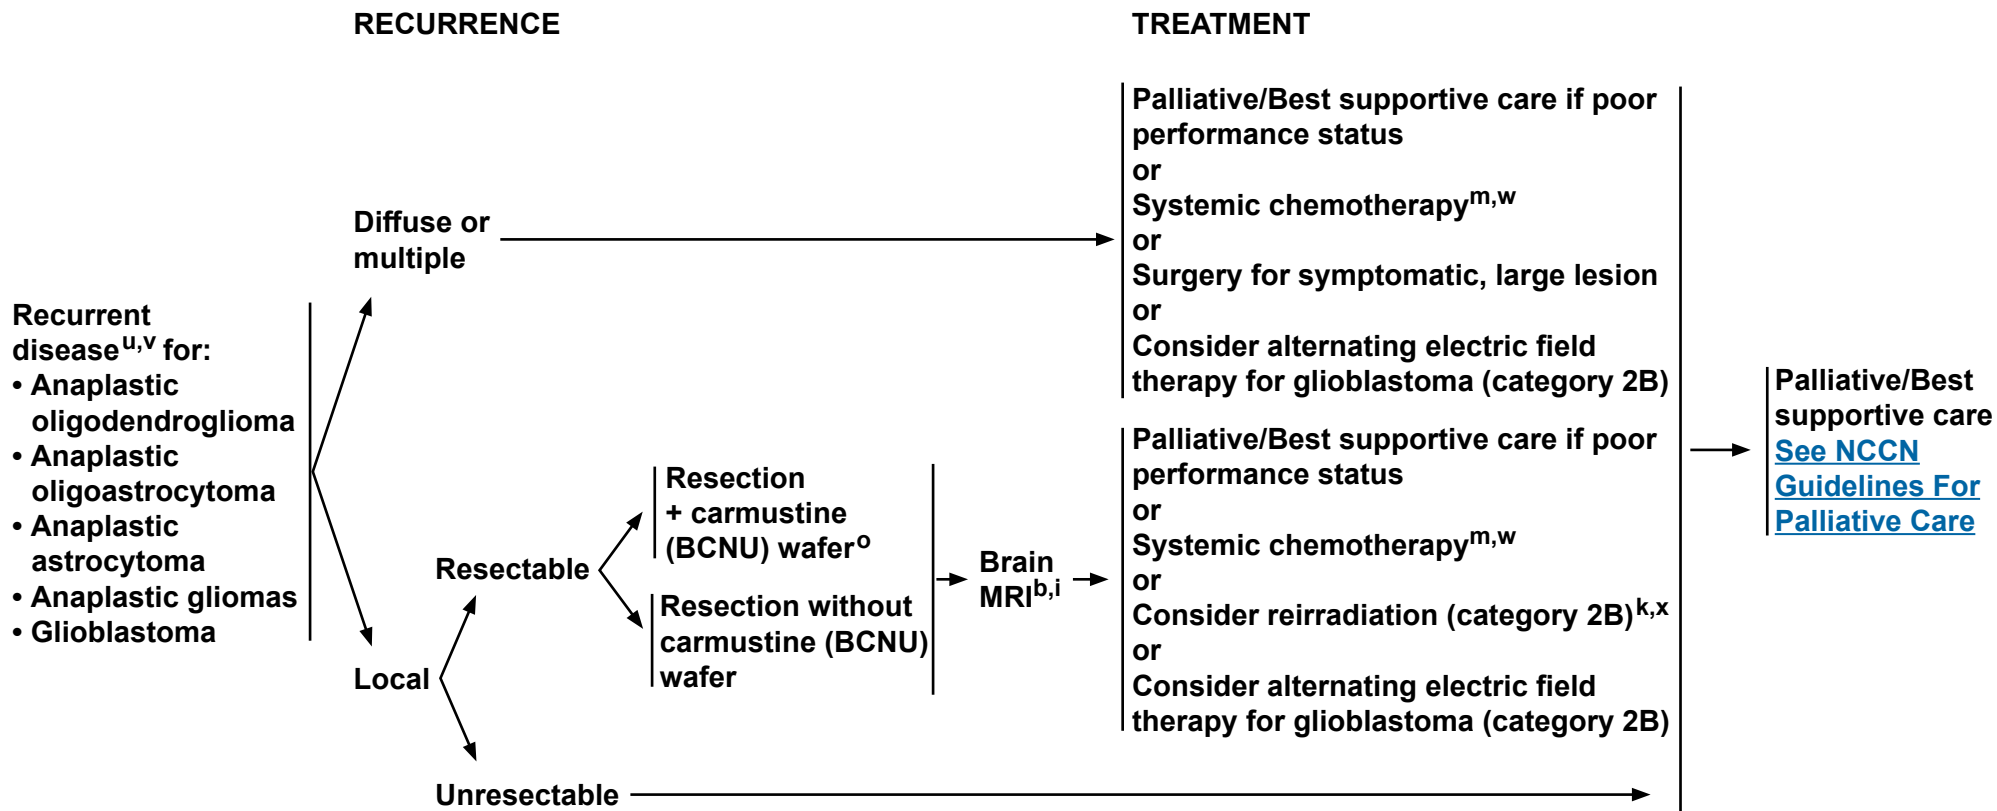 RECURRENCE
TREATMENT
Recurrent
disease u,v for:
• Anaplastic
oligodendroglioma
• Anaplastic
oligoastrocytoma
• Anaplastic
astrocytoma
• Anaplastic gliomas
• Glioblastoma
Diffuse or
multiple
Local
Resectable
Unresectable
Resection
+ carmustine
(BCNU) wafer o
Resection without
carmustine (BCNU)
wafer
Brain
MRI b,i
Palliative/Best supportive care if poor
performance status
or
Systemic chemotherapy m,w
or
Surgery for symptomatic, large lesion
or
Consider alternating electric field
therapy for glioblastoma (category 2B)
Palliative/Best supportive care if poor
performance status
or
Systemic chemotherapy m,w
or
Consider reirradiation (category 2B) k,x
or
Consider alternating electric field
therapy for glioblastoma (category 2B)
Palliative/Best
supportive care
See NCCN
Guidelines For
Palliative Care